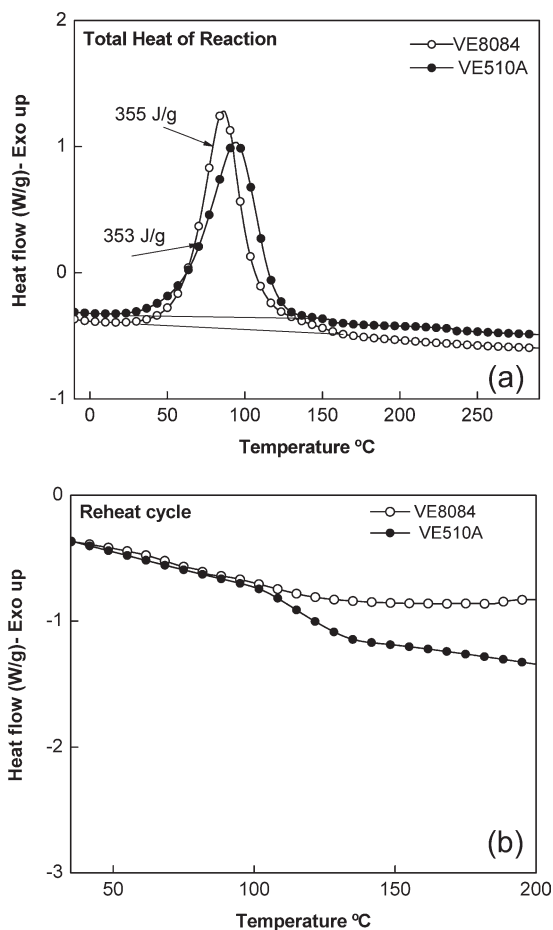 Total Heat of Reaction
VE8084
VE510A
355 J/g
353 J/g
Heat flow (W/g)- Exo up
2
1
0
-1
0
50
100
150
200
250
(a)
Temperature ºC
Reheat cycle
VE8084
VE510A
Heat flow (W/g)- Exo up
0
-1
-2
-3
50
100
150
200
(b)
Temperature ºC